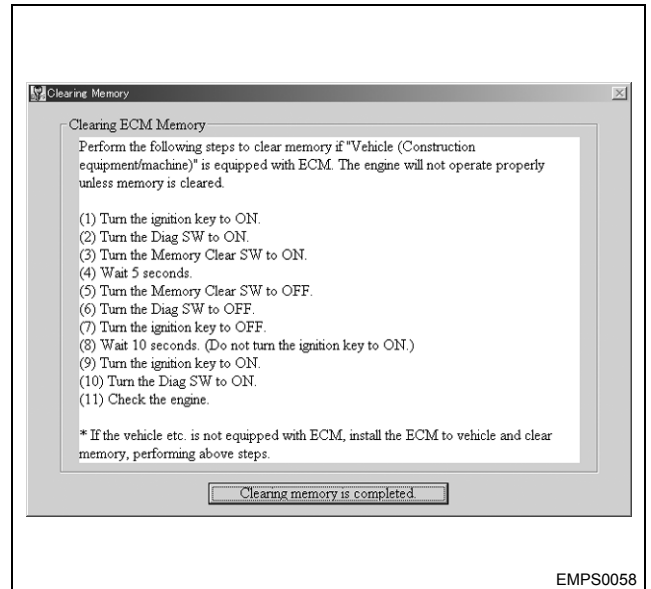 Clearing Memory
Clearing ECM Memory
Perform the following steps to clear memory if "Vehicle (Construction
equipment/machine)" is equipped with ECM. The engine will not operate properly
unless memory is cleared.
(1) Turn the ignition key to ON.
(2) Turn the Diag SW to ON.
(3) Turn the Memory Clear SW to ON.
(4) Wait 5 seconds.
(5) Turn the Memory Clear SW to OFF.
(6) Turn the Diag SW to OFF.
(7) Turn the ignition key to OFF.
(8) Wait 10 seconds. (Do not turn the ignition key to ON.)
(9) Turn the ignition key to ON.
(10) Turn the Diag SW to ON.
(11) Check the engine.
* If the vehicle etc. is not equipped with ECM, install the ECM to vehicle and clear
memory, performing above steps.
Clearing memory is completed.
EMPS0058